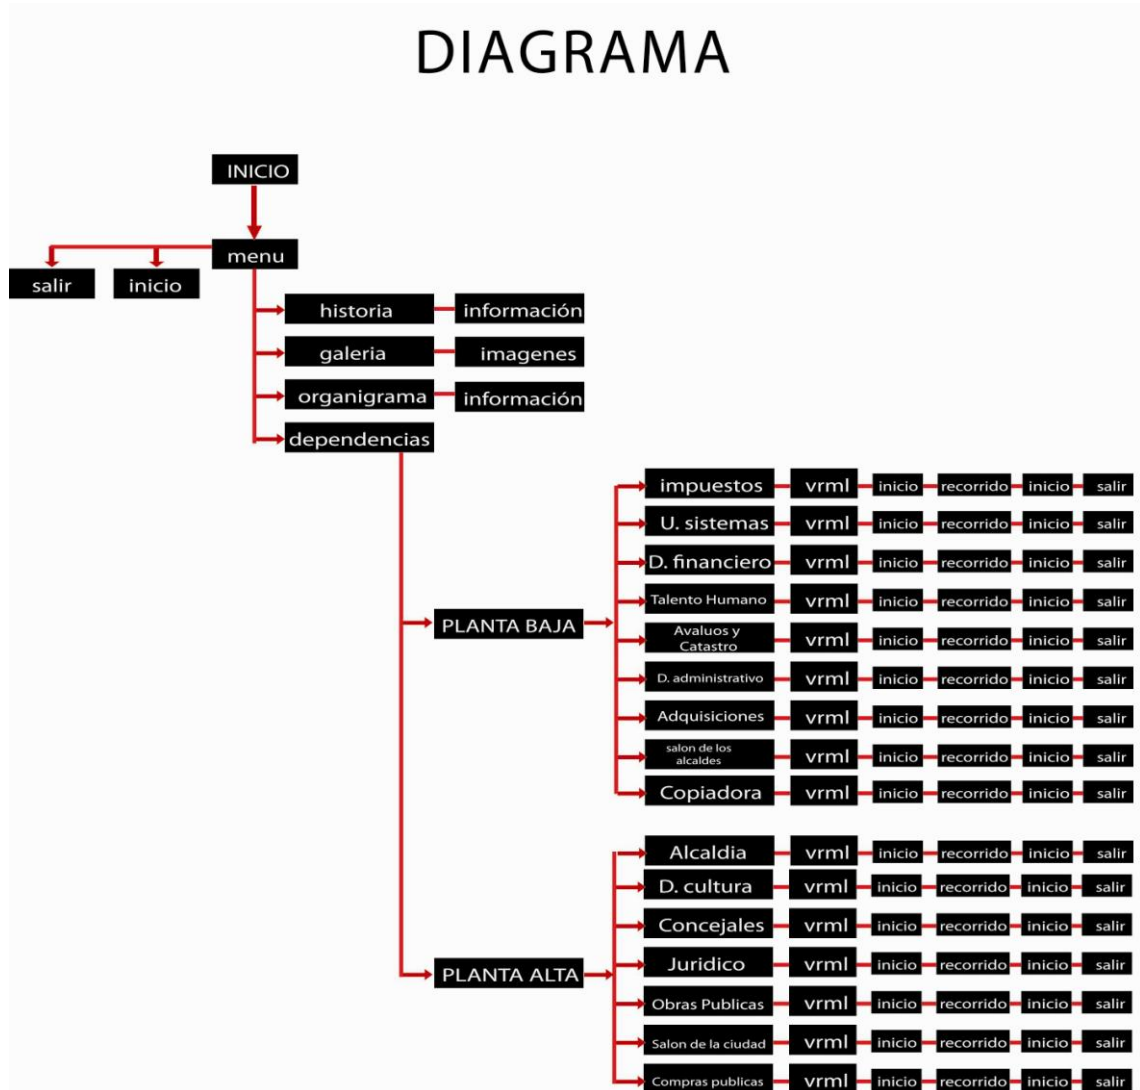 DIAGRAMA
INICIO
menu
salir inicio
historia información
galeria imagenes
organigrama información
dependencias
impuestos vrml inicio recorrido inicio salir
U. sistemas vrml inicio recorrido inicio salir
D. financiero vrml inicio recorrido inicio salir
Talento Humano vrml inicio recorrido inicio salir
PLANTA BAJA
Avaluos y
Catastro vrml inicio recorrido inicio salir
D. administrativo vrml inicio recorrido inicio salir
Adquisiciones vrml inicio recorrido inicio salir
salon de los
alcaldes vrml inicio recorrido inicio salir
Copiadora vrml inicio recorrido inicio salir
Alcaldia vrml inicio recorrido inicio salir
D. cultura vrml inicio recorrido inicio salir
Concejales vrml inicio recorrido inicio salir
Juridico vrml inicio recorrido inicio salir
PLANTA ALTA
Obras Publicas vrml inicio recorrido inicio salir
Salon de la ciudad vrml inicio recorrido inicio salir
Compras publicas vrml inicio recorrido inicio salir